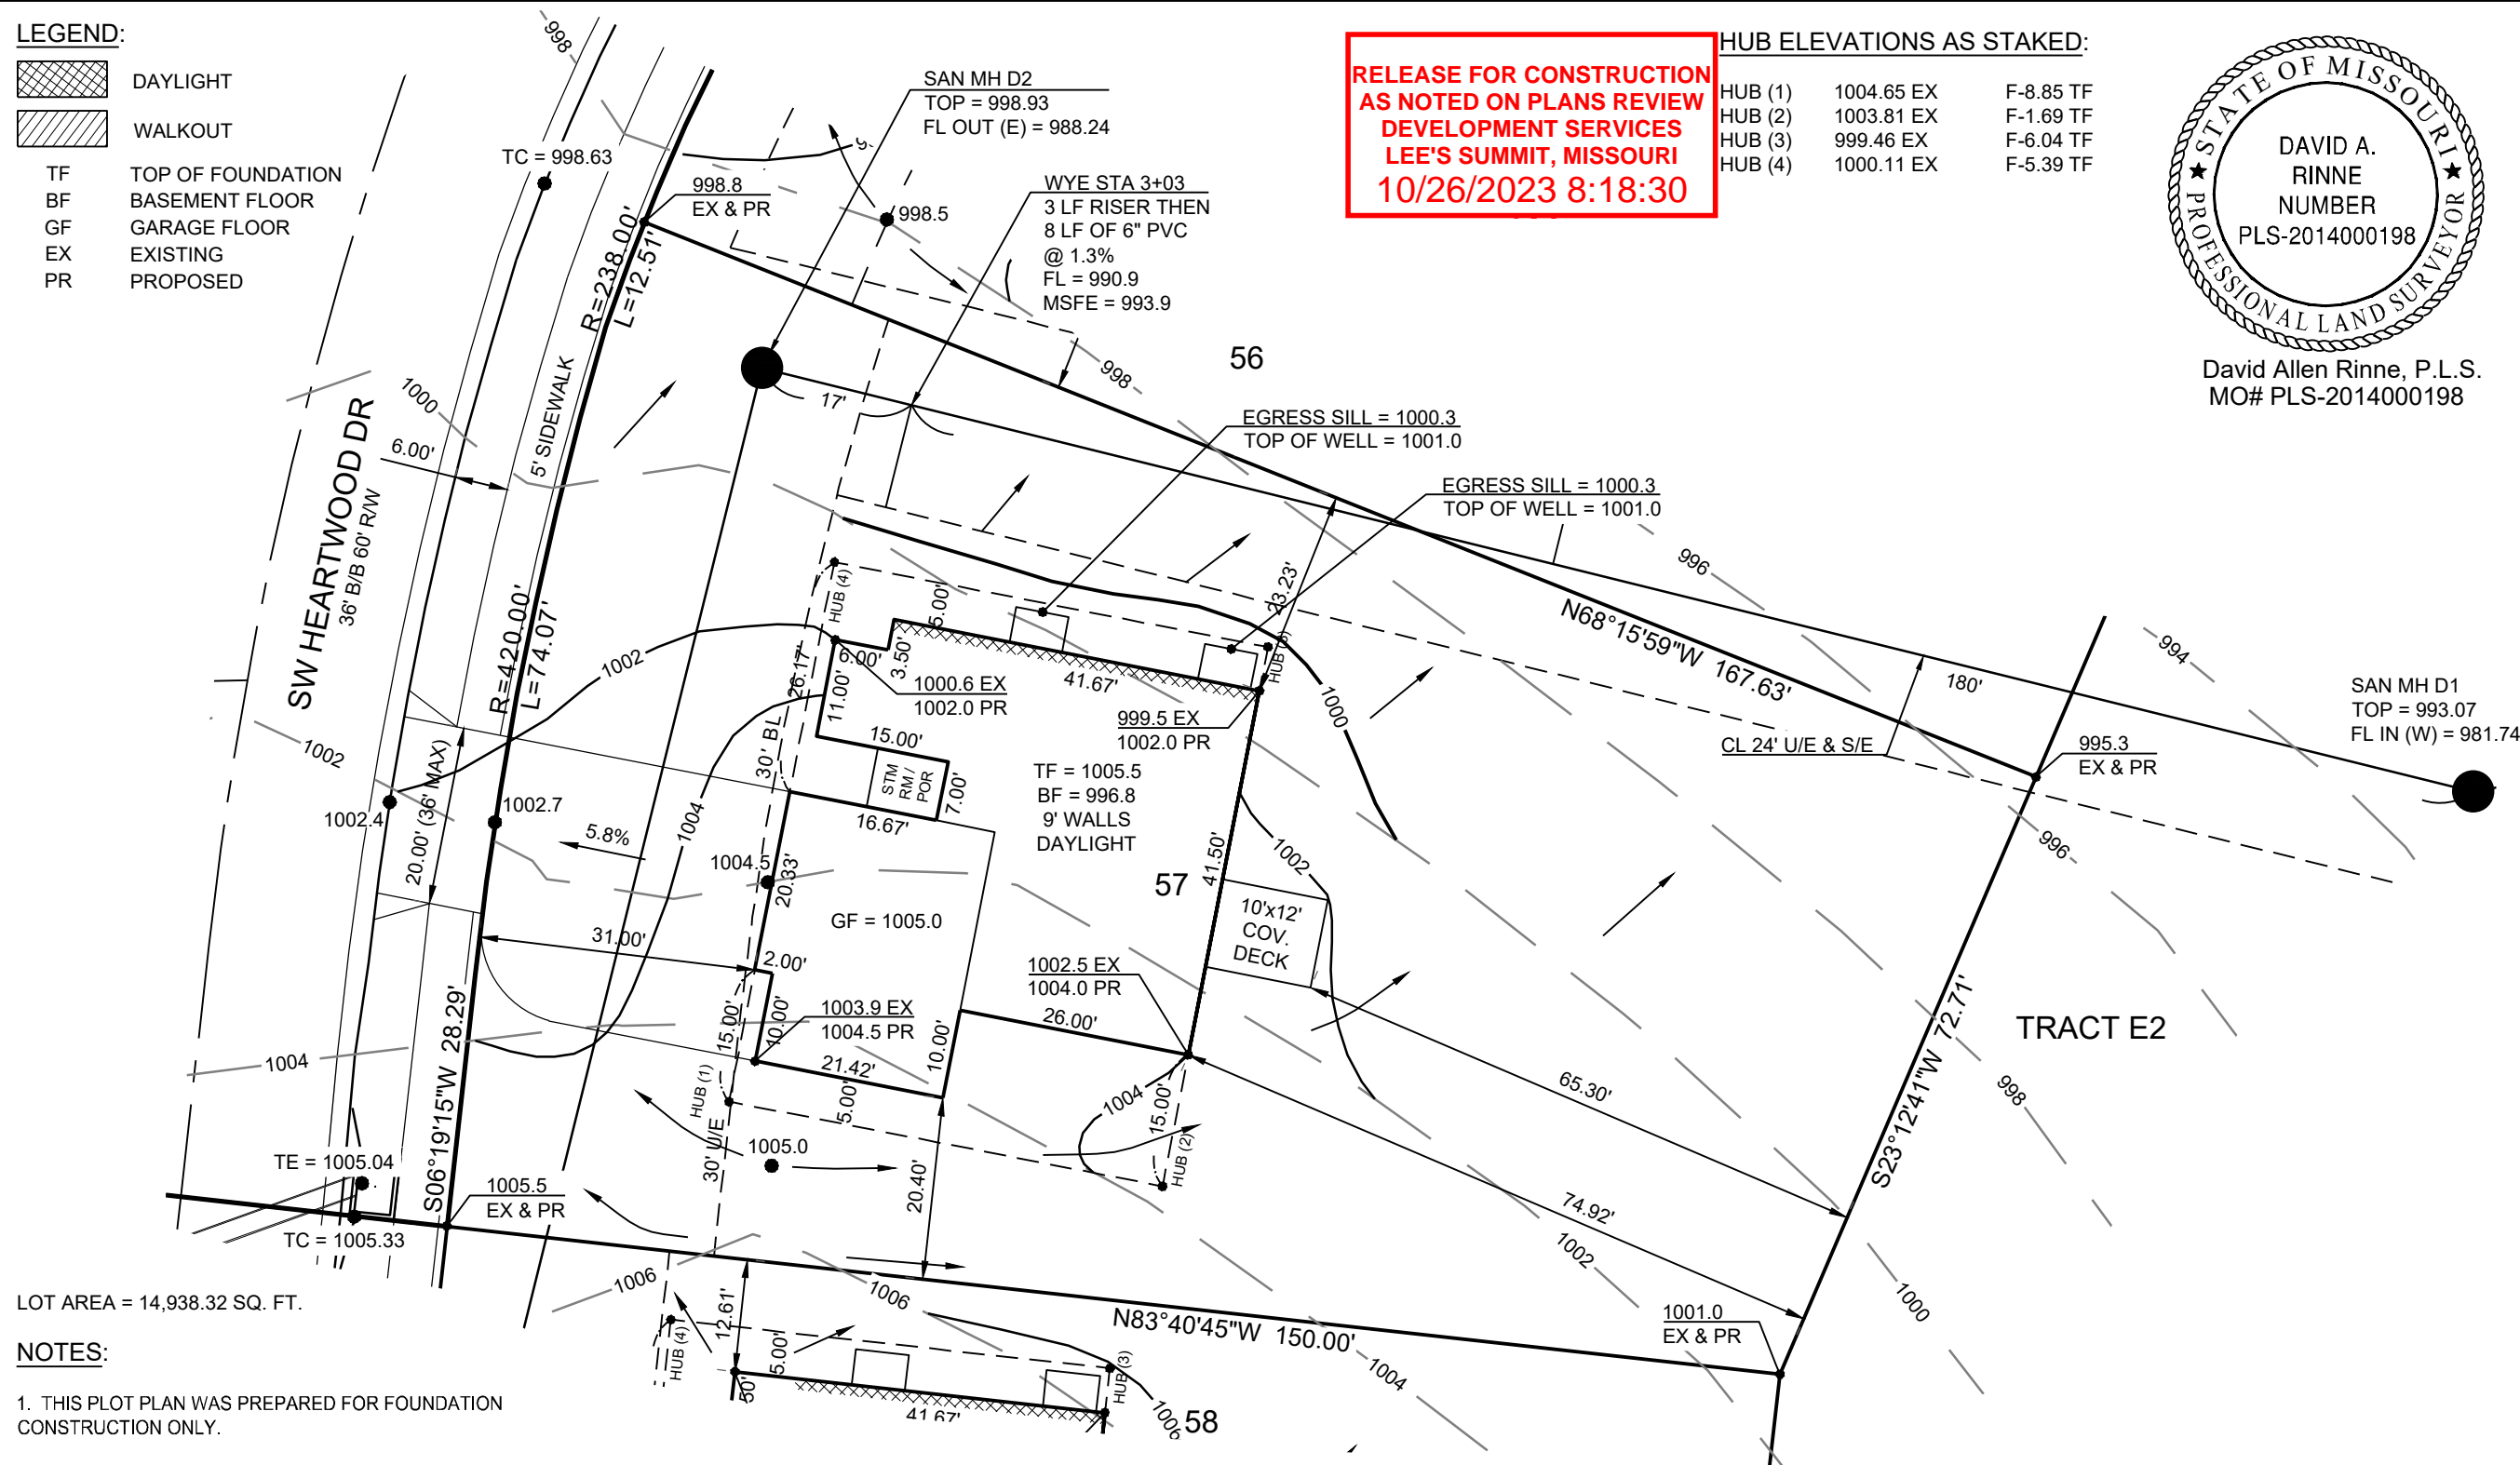 LEGEND:
DAYLIGHT
WALKOUT
TF TOP OF FOUNDATION
BF BASEMENT FLOOR
GF GARAGE FLOOR
EX EXISTING
PR PROPOSED
998
TC = 998.63
SAN MH D2
TOP = 998.93
FL OUT (E) = 988.24
998.8
EX & PR
998.5
WYE STA 3+03
3 LF RISER THEN
8 LF OF 6" PVC
@ 1.3%
FL = 990.9
MSFE = 993.9
RELEASE FOR CONSTRUCTION
AS NOTED ON PLANS REVIEW
DEVELOPMENT SERVICES
LEE'S SUMMIT, MISSOURI
10/26/2023 8:18:30
HUB ELEVATIONS AS STAKED:
HUB (1) 1004.65 EX F-8.85 TF
HUB (2) 1003.81 EX F-1.69 TF
HUB (3) 999.46 EX F-6.04 TF
HUB (4) 1000.11 EX F-5.39 TF
STATE OF MISSOURI
PROFESSIONAL LAND SURVEYOR
DAVID A.
RINNE
NUMBER
PLS-2014000198
David Allen Rinne, P.L.S.
MO# PLS-2014000198
R=238.00'
L=12.51'
56
998
17'
5' SIDEWALK
1000
6.00'
SW HEARTWOOD DR
36' B/B 60' R/W
EGRESS SILL = 1000.3
TOP OF WELL = 1001.0
EGRESS SILL = 1000.3
TOP OF WELL = 1001.0
996
23.23'
N68°15'59"W 167.63'
R=420.00'
L=74.07'
HUB (4)
5.00'
HUB (3)
994
180'
SAN MH D1
TOP = 993.07
FL IN (W) = 981.74
1002
26.17'
6.00'
3.50'
41.67'
11.00'
1000.6 EX
1002.0 PR
999.5 EX
1002.0 PR
1000
CL 24' U/E & S/E
995.3
EX & PR
1002
30' BL
15.00'
STM
RM /
POR
7.00'
16.67'
TF = 1005.5
BF = 996.8
9' WALLS
DAYLIGHT
1002.4
20.00' (36' MAX)
1002.7
5.8%
1004
1004.5
20.33'
GF = 1005.0
57
41.50'
1002
996
10'x12'
COV.
DECK
31.00'
2.00'
1002.5 EX
1004.0 PR
1003.9 EX
1004.5 PR
15.00'
10.00'
26.00'
10.00'
21.42'
5.00'
1004
S06°19'15"W 28.29'
HUB (1)
1004
15.00'
HUB (2)
65.30'
S23°12'41"W 72.71'
998
TRACT E2
30' U/E
1005.0
20.40'
TE = 1005.04
1005.5
EX & PR
TC = 1005.33
74.92'
1002
1000
1006
1006
12.61'
N83°40'45"W 150.00'
1001.0
EX & PR
LOT AREA = 14,938.32 SQ. FT.
HUB (4)
5.00'
50'
41.67'
HUB (3)
1006
58
1004
NOTES:
1. THIS PLOT PLAN WAS PREPARED FOR FOUNDATION
CONSTRUCTION ONLY.